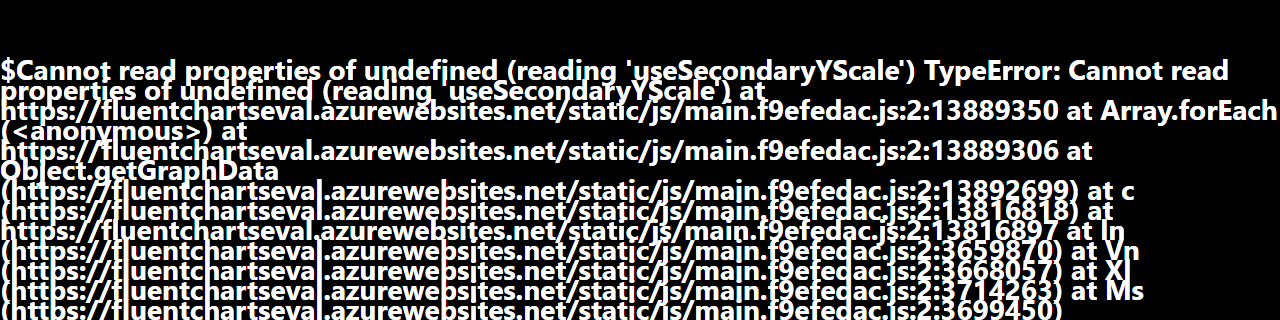 $Cannot read properties of undefined (reading 'useSecondaryYScale') TypeError: Cannot read
properties of undefined (reading 'useSecondaryYScale') at
https://fluentchartseval.azurewebsites.net/static/js/main.f9efedac.js:2:13889350 at Array.forEach
(<anonymous>) at
https://fluentchartseval.azurewebsites.net/static/js/main.f9efedac.js:2:13889306 at
Object.getGraphData
(https://fluentchartseval.azurewebsites.net/static/js/main.f9efedac.js:2:13892699) at c
(https://fluentchartseval.azurewebsites.net/static/js/main.f9efedac.js:2:13816818) at
https://fluentchartseval.azurewebsites.net/static/js/main.f9efedac.js:2:13816897 at ln
(https://fluentchartseval.azurewebsites.net/static/js/main.f9efedac.js:2:3659870) at Vn
(https://fluentchartseval.azurewebsites.net/static/js/main.f9efedac.js:2:3668057) at Xj
(https://fluentchartseval.azurewebsites.net/static/js/main.f9efedac.js:2:3714263) at Ms
(https://fluentchartseval.azurewebsites.net/static/js/main.f9efedac.js:2:3699450)